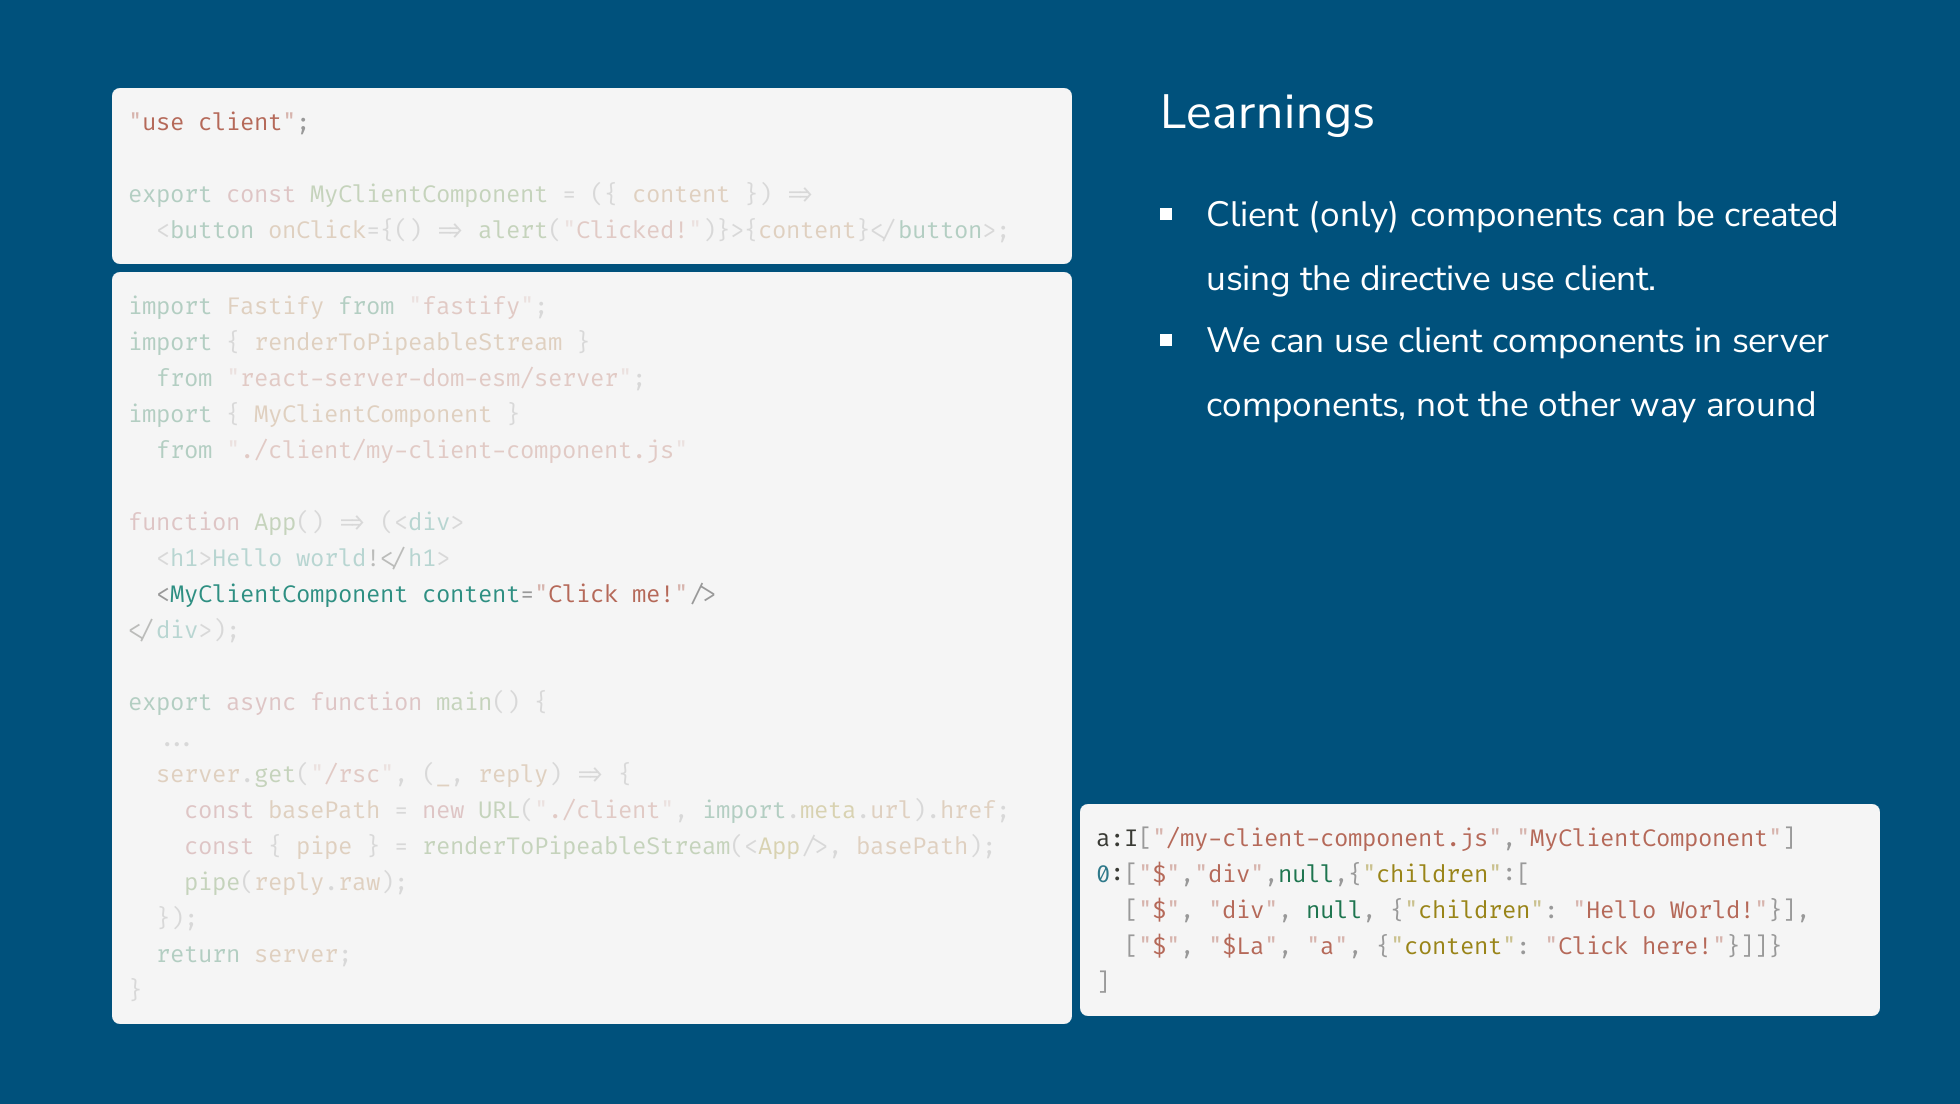 "use client";

export const MyClientComponent = ({ content }) =>
  <button onClick={() => alert("Clicked!")}>{content}</button>;
import Fastify from "fastify";
import { renderToPipeableStream }
  from "react-server-dom-esm/server";
import { MyClientComponent }
  from "./client/my-client-component.js"

function App() => (<div>
  <h1>Hello world!</h1>
  <MyClientComponent content="Click me!"/>
</div>);

export async function main() {
  ...
  server.get("/rsc", (_, reply) => {
    const basePath = new URL("./client", import.meta.url).href;
    const { pipe } = renderToPipeableStream(<App/>, basePath);
    pipe(reply.raw);
  });
  return server;
}
Learnings
▪ Client (only) components can be created
using the directive use client.
▪ We can use client components in server
components, not the other way around
a:I["/my-client-component.js","MyClientComponent"]
0:["$","div",null,{"children":[
  ["$", "div", null, {"children": "Hello World!"}],
  ["$", "$La", "a", {"content": "Click here!"}]]}
]